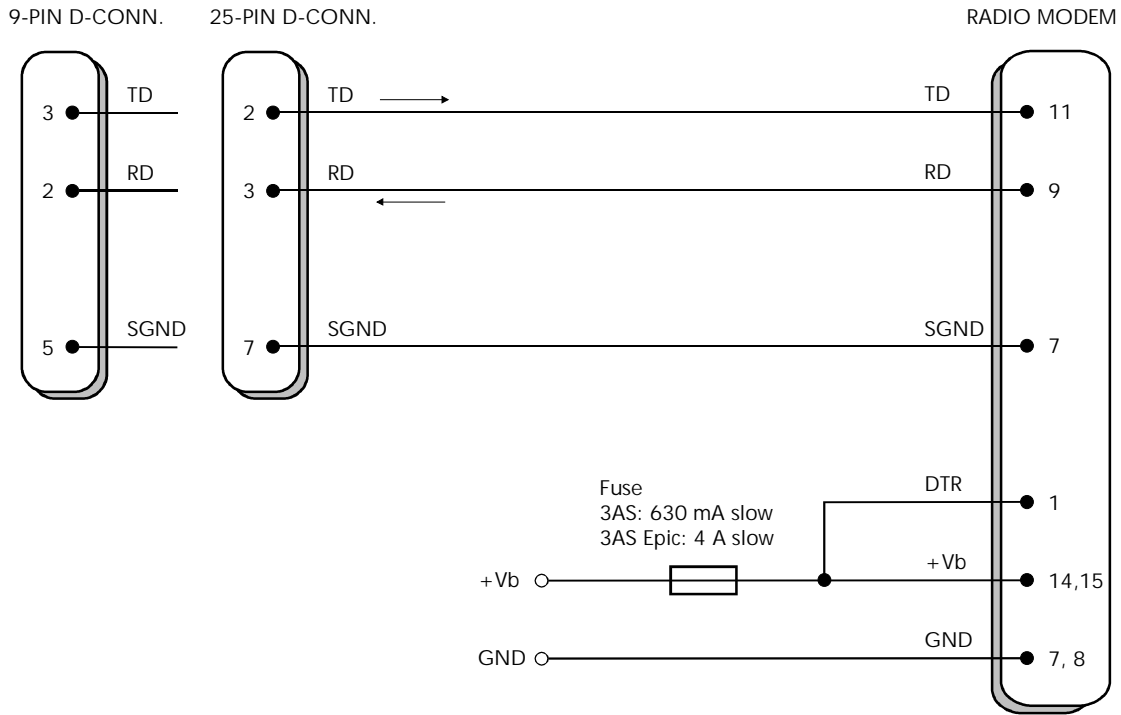 9-PIN D-CONN.
25-PIN D-CONN.
RADIO MODEM
3
TD
2
TD
TD
11
2
RD
3
RD
RD
9
5
SGND
7
SGND
SGND
7
Fuse
3AS: 630 mA slow
3AS Epic: 4 A slow
DTR
1
+Vb
+Vb
14,15
GND
GND
7, 8